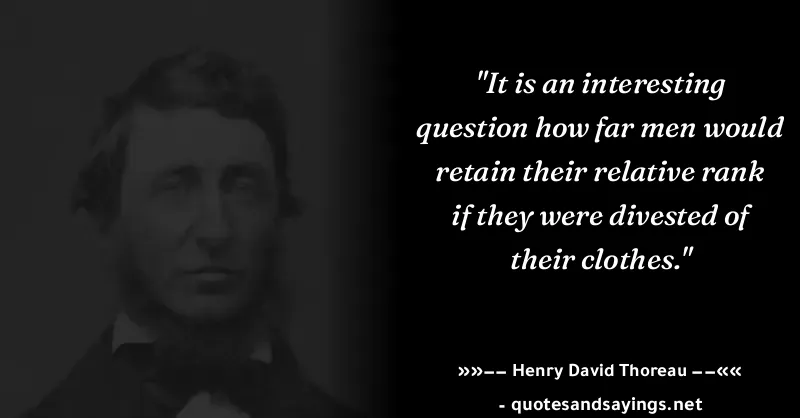 "It is an interesting
question how far men would
retain their relative rank
if they were divested of
their clothes."
»»–– Henry David Thoreau ––««
- quotesandsayings.net